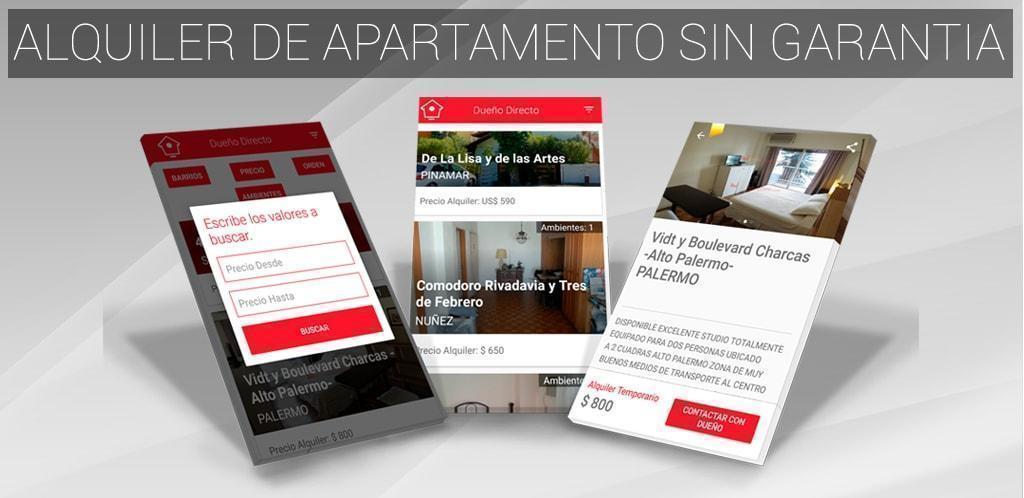 ALQUILER DE APARTAMENTO SIN GARANTIA
Dueño Directo
BARRIOS
PRECIO
ORDEN
AMBIENTES
Escribe los valores a
buscar.
Precio Desde
Precio Hasta
BUSCAR
Vidt y Boulevard Charcas -
Alto Palermo-
PALERMO
Precio Alquiler: $ 800
Dueño Directo
De La Lisa y de las Artes
PINAMAR
Precio Alquiler: US$ 590
Ambientes: 1
Comodoro Rivadavia y Tres
de Febrero
NUÑEZ
Precio Alquiler: $ 650
Ambiente
Vidt y Boulevard Charcas
-Alto Palermo-
PALERMO
DISPONIBLE EXCELENTE STUDIO TOTALMENTE
EQUIPADO PARA DOS PERSONAS UBICADO
A 2 CUADRAS ALTO PALERMO ZONA DE MUY
BUENOS MEDIOS DE TRANSPORTE AL CENTRO
Alquiler Temporario
$ 800
CONTACTAR CON
DUEÑO